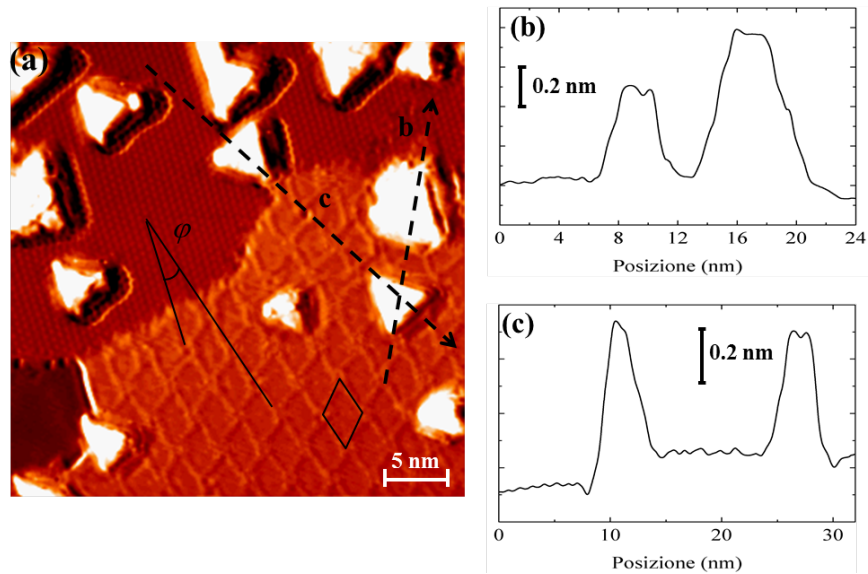 (a)
b
c
φ
5 nm
(b)
0.2 nm
0 4 8 12 16 20 24
Posizione (nm)
(c)
0.2 nm
0 10 20 30
Posizione (nm)